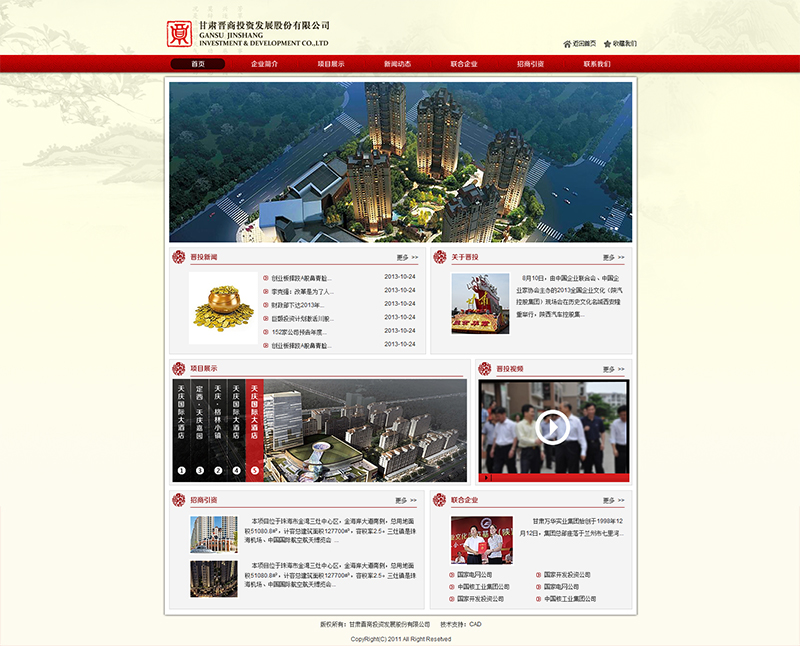 甘肃晋商投资发展股份有限公司
GANSU JINSHANG
INVESTMENT & DEVELOPMENT CO.,LTD
返回首页 收藏我们
首页 企业简介 项目展示 新闻动态 联合企业 招商引资 联系我们
晋投新闻 更多 >>
创业板择股A股鼻青脸... 2013-10-24
李克强：改革是为了人... 2013-10-24
财政部下达2013年... 2013-10-24
巨额投资计划激活川股... 2013-10-24
152家公司预告年度... 2013-10-24
创业板择股A股鼻青脸... 2013-10-24
关于晋投 更多 >>
8月10日，由中国企业联合会、中国企
业家协会主办的2013全国企业文化（陕汽
控股集团）现场会在历史文化名城西安隆
重举行，陕西汽车控股集...
项目展示
天庆国际大酒店 1
定西·天庆嘉园 3
天庆·格林小镇 2
天庆国际大酒店 4
天庆国际大酒店 5
晋投视频 更多 >>
招商引资 更多 >>
本项目位于珠海市金湾三灶中心区，金海岸大道南侧，总用地面
积51080.8㎡，计容总建筑面积127700㎡，容积率2.5。三灶镇是珠
海机场、中国国际航空航天博览会 ...
本项目位于珠海市金湾三灶中心区，金海岸大道南侧，总用地面
积51080.8㎡，计容总建筑面积127700㎡，容积率2.5。三灶镇是珠
海机场、中国国际航空航天博览会...
联合企业 更多 >>
甘肃万华实业集团始创于1998年12
月12日，集团总部座落于兰州市七里河...
国家电网公司 国家开发投资公司
中国核工业集团公司 国家电网公司
国家开发投资公司 中国核工业集团公司
版权所有：甘肃晋商投资发展股份有限公司 技术支持：CAD
CopyRight(C) 2011 All Right Reserved